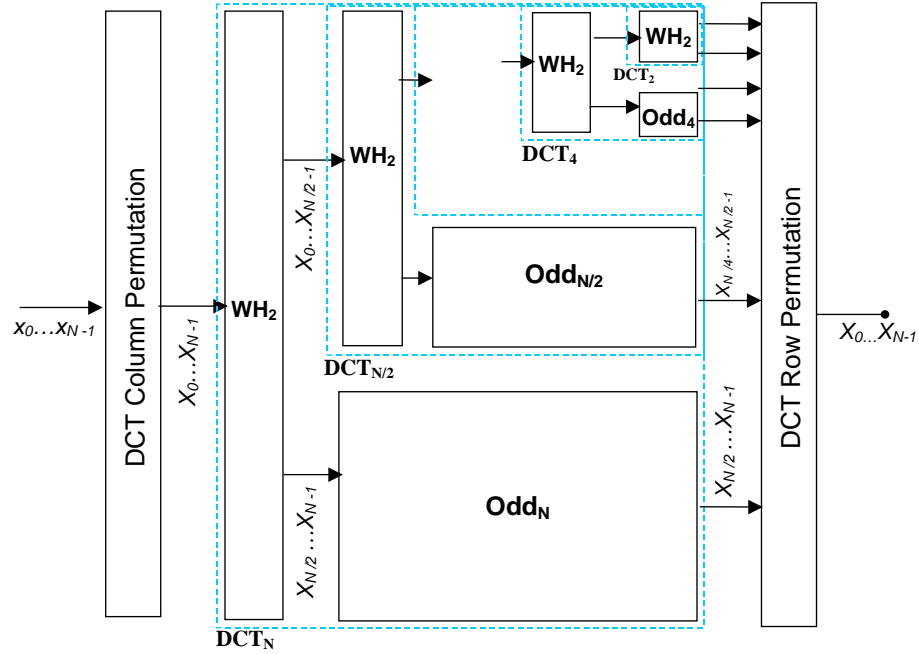 x0…xN-1
DCT Column Permutation
X0…XN-1
WH2
X0…XN/2-1
XN/2…XN-1
WH2
WH2
WH2
DCT2
Odd4
DCT4
OddN/2
XN/4…XN/2-1
DCTN/2
OddN
XN/2…XN-1
DCTN
DCT Row Permutation
X0…XN-1